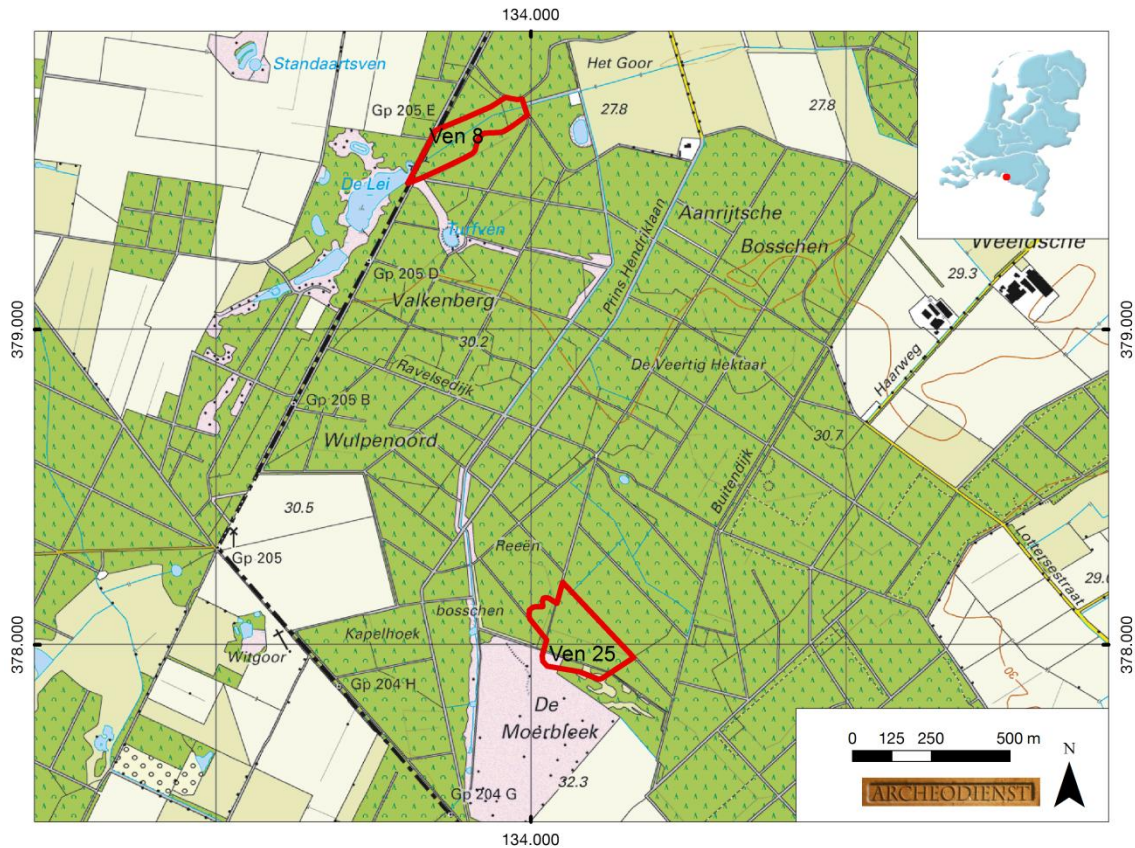 134.000
Standaartsven
Het Goor
27.8
27.8
Gp 205 E
Ven 8
De Lei
Turfven
Aanrijtsche
Bosschen
Prins Hendriklaan
Weeldsche
29.3
Gp 205 D
Valkenberg
379.000
379.000
30.2
De Veertig Hektaar
Ravelsedijk
Haarweg
Gp 205 B
Wulpenoord
30.7
Buitendijk
30.5
Reeën
Lottersestraat
Gp 205
29.0
bosschen
Kapelhoek
378.000
378.000
Witgoor
Ven 25
Gp 204 H
30
De
Moerbleek
32.3
Gp 204 G
0 125 250 500 m
N
ARCHEODIENST
134.000